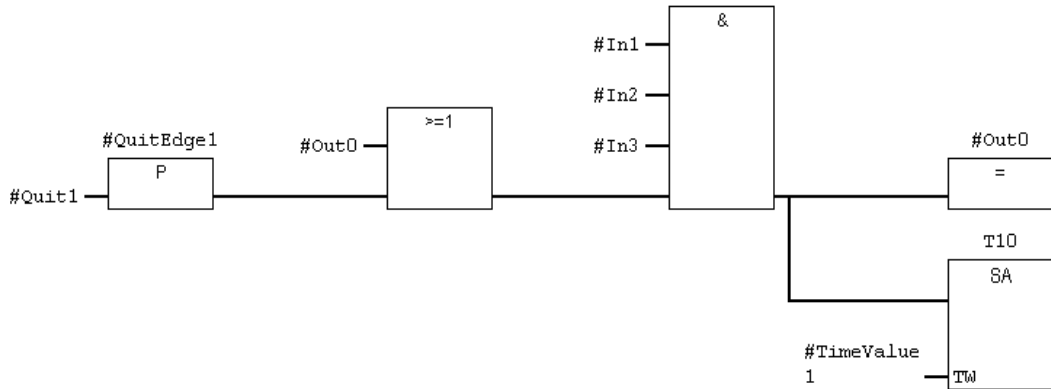 &
#In1
#In2
#In3
>=1
#Out0
#QuitEdge1
P
#Quit1
#Out0
=
T10
SA
#TimeValue
1
TW